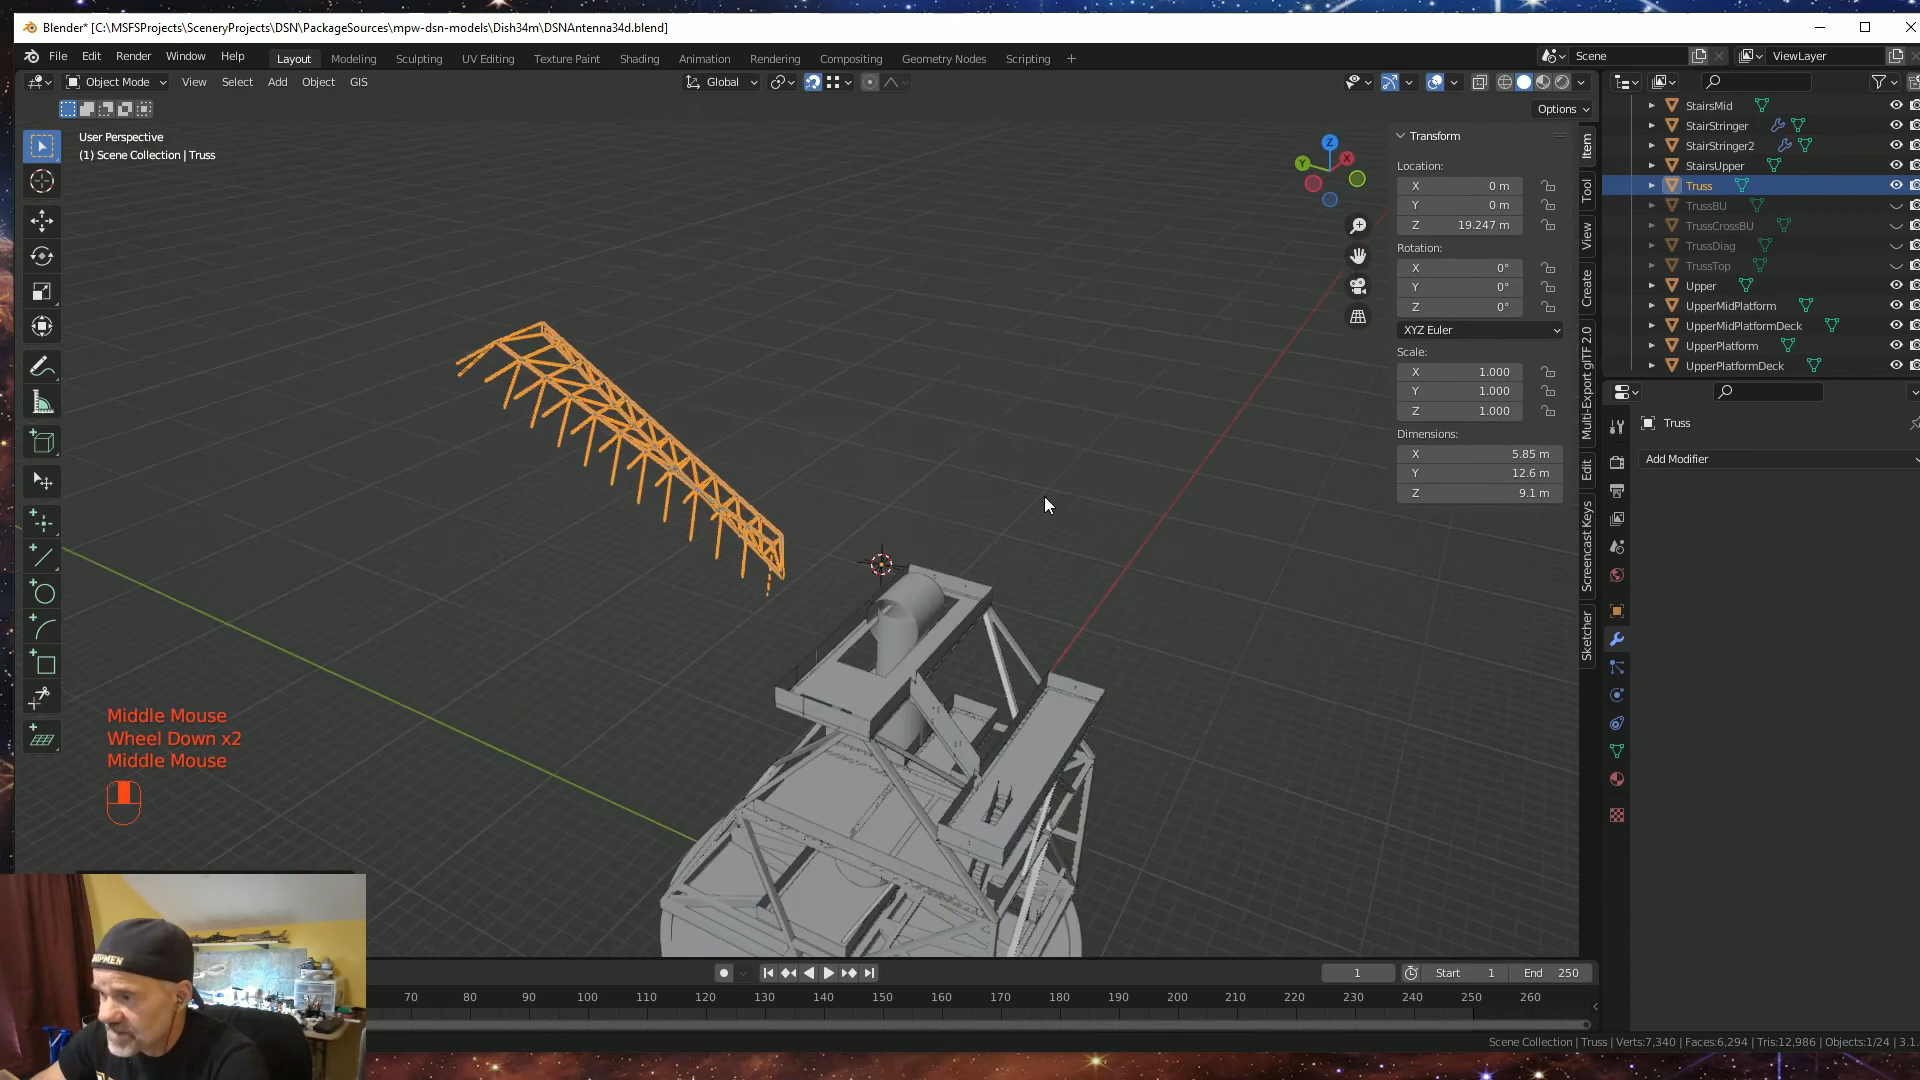 Blender* [C:\MSFSProjects\SceneryProjects\DSN\PackageSources\mpw-dsn-models\Dish34m\DSNAntenna34d.blend]
File Edit Render Window Help
Layout Modeling Sculpting UV Editing Texture Paint Shading Animation Rendering Compositing Geometry Nodes Scripting +
Scene
ViewLayer
Object Mode View Select Add Object GIS
Global
Options
User Perspective
(1) Scene Collection | Truss
Z
Y
X
Transform
Location:
X 0 m
Y 0 m
Z 19.247 m
Rotation:
X 0°
Y 0°
Z 0°
XYZ Euler
Scale:
X 1.000
Y 1.000
Z 1.000
Dimensions:
X 5.85 m
Y 12.6 m
Z 9.1 m
Item
Tool
View
Create
Multi-Export glTF 2.0
Edit
Screencast Keys
Sketcher
StairsMid
StairStringer
StairStringer2
StairsUpper
Truss
TrussBU
TrussCrossBU
TrussDiag
TrussTop
Upper
UpperMidPlatform
UpperMidPlatformDeck
UpperPlatform
UpperPlatformDeck
Truss
Add Modifier
Middle Mouse
Wheel Down x2
Middle Mouse
1
Start 1
End 250
70 80 90 100 110 120 130 140 150 160 170 180 190 200 210 220 230 240 250 260
Scene Collection | Truss | Verts:7,340 | Faces:6,294 | Tris:12,986 | Objects:1/24 | 3.1.